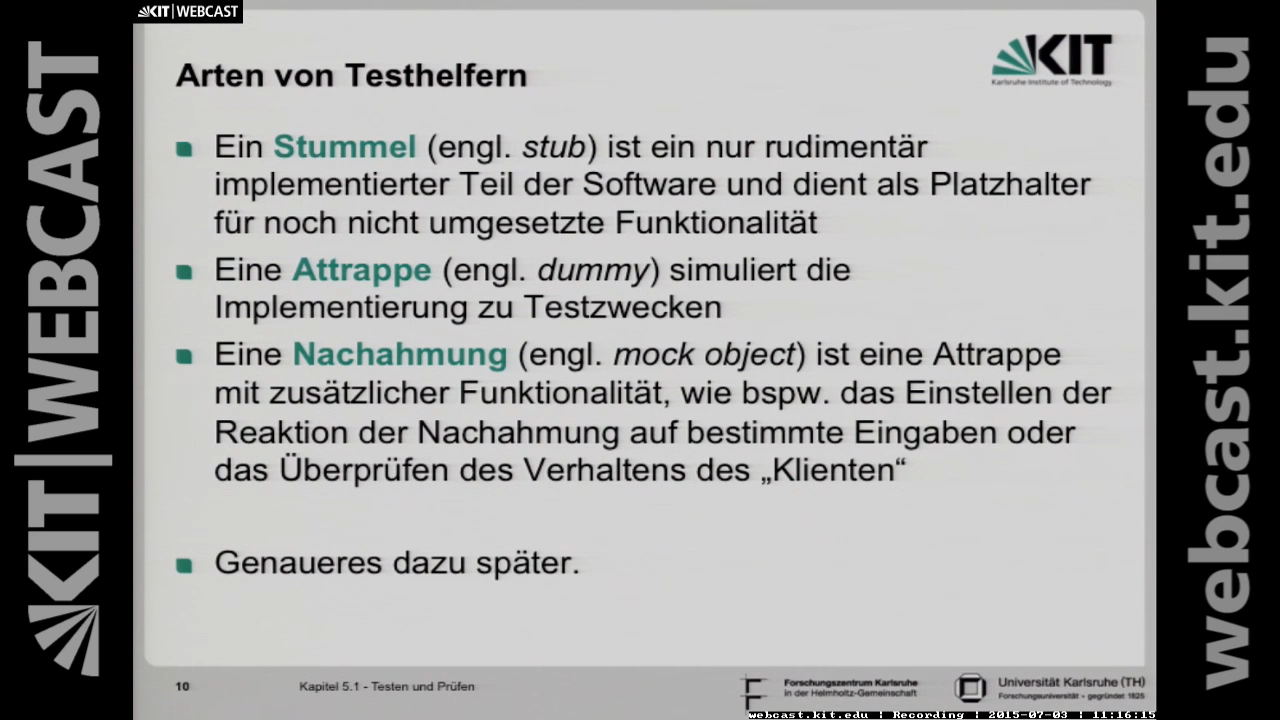 KIT | WEBCAST
KIT
Karlsruhe Institute of Technology
Arten von Testhelfern
Ein Stummel (engl. stub) ist ein nur rudimentär
implementierter Teil der Software und dient als Platzhalter
für noch nicht umgesetzte Funktionalität
Eine Attrappe (engl. dummy) simuliert die
Implementierung zu Testzwecken
Eine Nachahmung (engl. mock object) ist eine Attrappe
mit zusätzlicher Funktionalität, wie bspw. das Einstellen der
Reaktion der Nachahmung auf bestimmte Eingaben oder
das Überprüfen des Verhaltens des „Klienten“
Genaueres dazu später.
10
Kapitel 5.1 - Testen und Prüfen
Forschungszentrum Karlsruhe
in der Helmholtz-Gemeinschaft
Universität Karlsruhe (TH)
Forschungsuniversität - gegründet 1825
webcast.kit.edu | Recording | 2015-07-03 | 11:16:15
KIT | WEBCAST
webcast.kit.edu